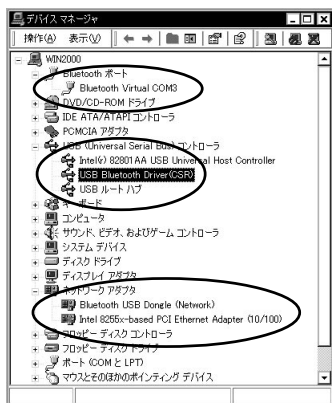 デバイス マネージャ
操作(A) 表示(V)
WIN2000
Bluetooth ポート
Bluetooth Virtual COM3
DVD/CD-ROM ドライブ
IDE ATA/ATAPI コントローラ
PCMCIA アダプタ
USB (Universal Serial Bus) コントローラ
Intel(r) 82801AA USB Universal Host Controller
USB Bluetooth Driver(CSR)
USB ルート ハブ
キーボード
コンピュータ
サウンド、ビデオ、およびゲーム コントローラ
システム デバイス
ディスク ドライブ
ディスプレイ アダプタ
ネットワーク アダプタ
Bluetooth USB Dongle (Network)
Intel 8255x-based PCI Ethernet Adapter (10/100)
フロッピー ディスク コントローラ
フロッピー ディスク ドライブ
ポート (COM と LPT)
マウスとそのほかのポインティング デバイス